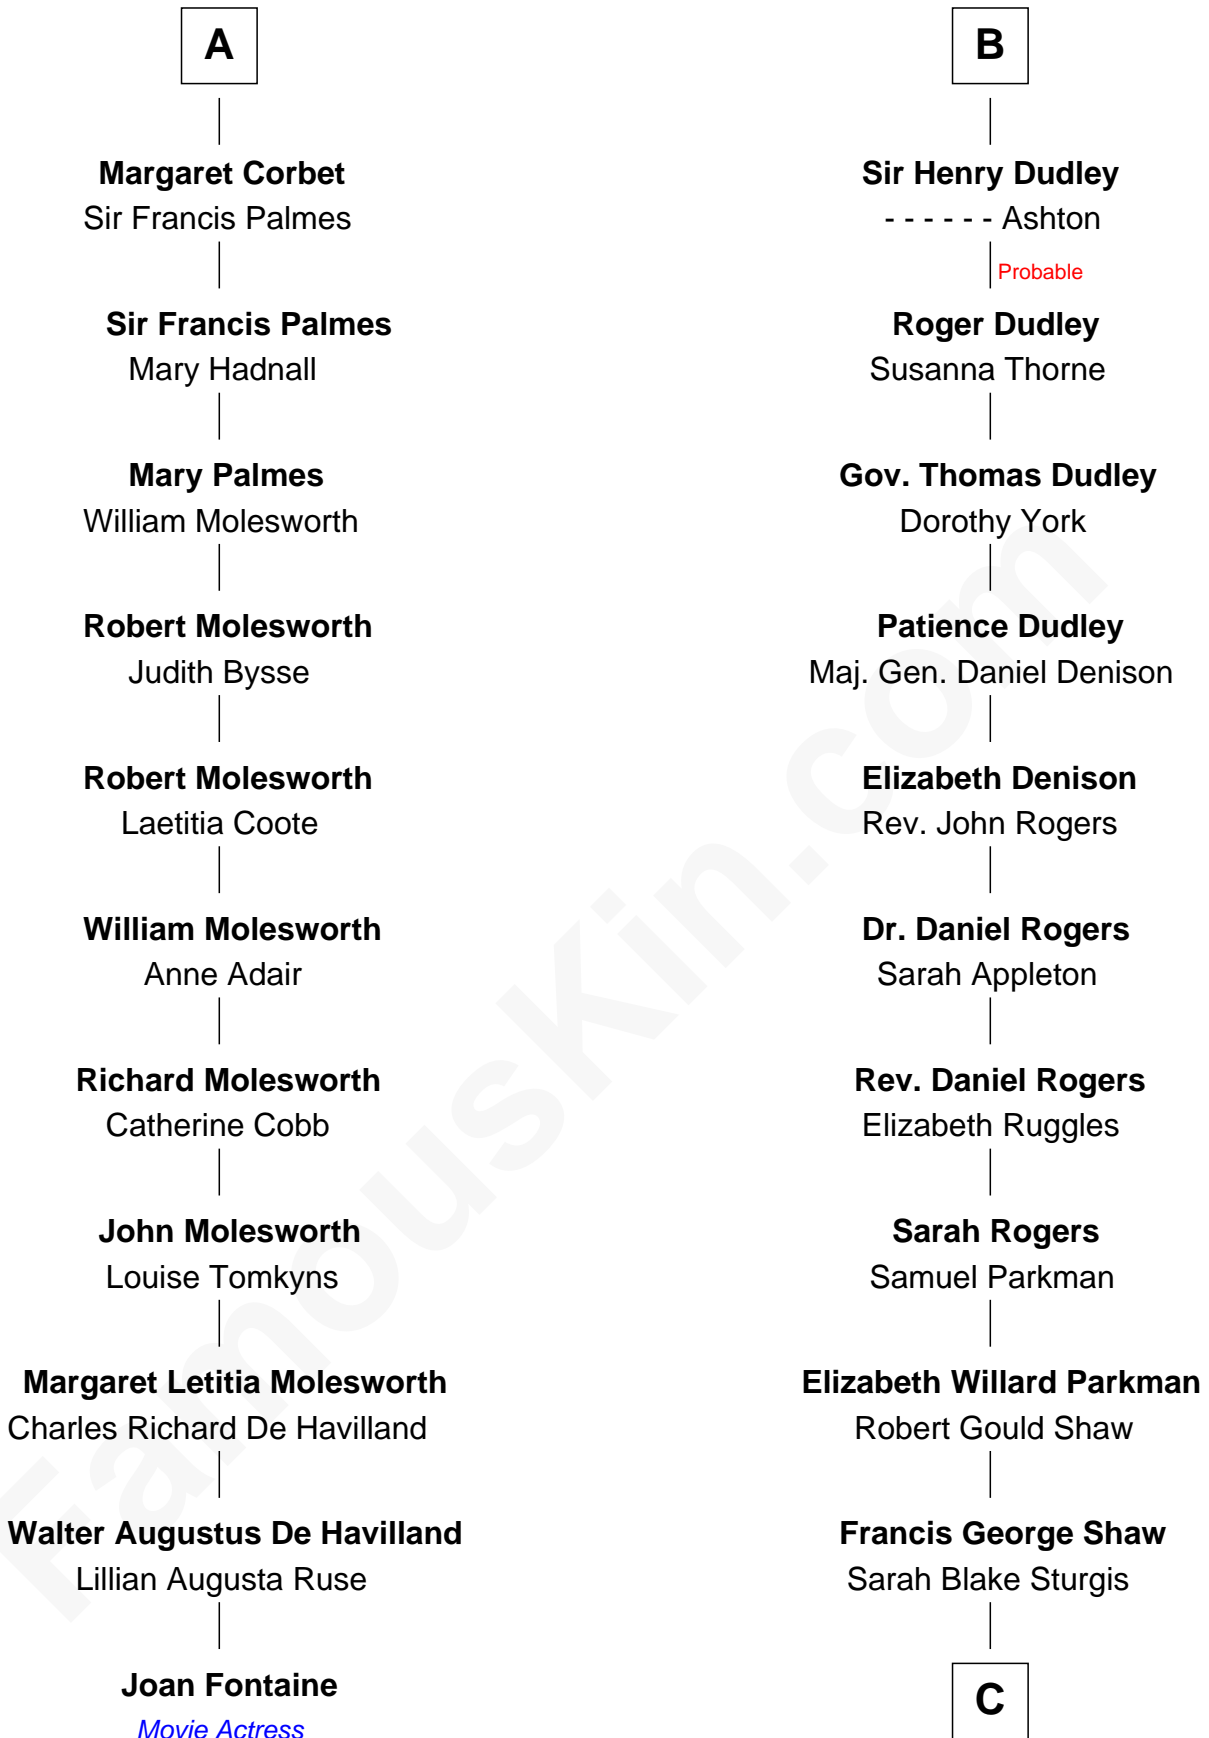 A
Margaret Corbet
Sir Francis Palmes
Sir Francis Palmes
Mary Hadnall
Mary Palmes
William Molesworth
Robert Molesworth
Judith Bysse
Robert Molesworth
Laetitia Coote
William Molesworth
Anne Adair
Richard Molesworth
Catherine Cobb
John Molesworth
Louise Tomkyns
Margaret Letitia Molesworth
Charles Richard De Havilland
Walter Augustus De Havilland
Lillian Augusta Ruse
Joan Fontaine
Movie Actress
B
Sir Henry Dudley
- - - - - - Ashton
Probable
Roger Dudley
Susanna Thorne
Gov. Thomas Dudley
Dorothy York
Patience Dudley
Maj. Gen. Daniel Denison
Elizabeth Denison
Rev. John Rogers
Dr. Daniel Rogers
Sarah Appleton
Rev. Daniel Rogers
Elizabeth Ruggles
Sarah Rogers
Samuel Parkman
Elizabeth Willard Parkman
Robert Gould Shaw
Francis George Shaw
Sarah Blake Sturgis
C
FamousKin.com